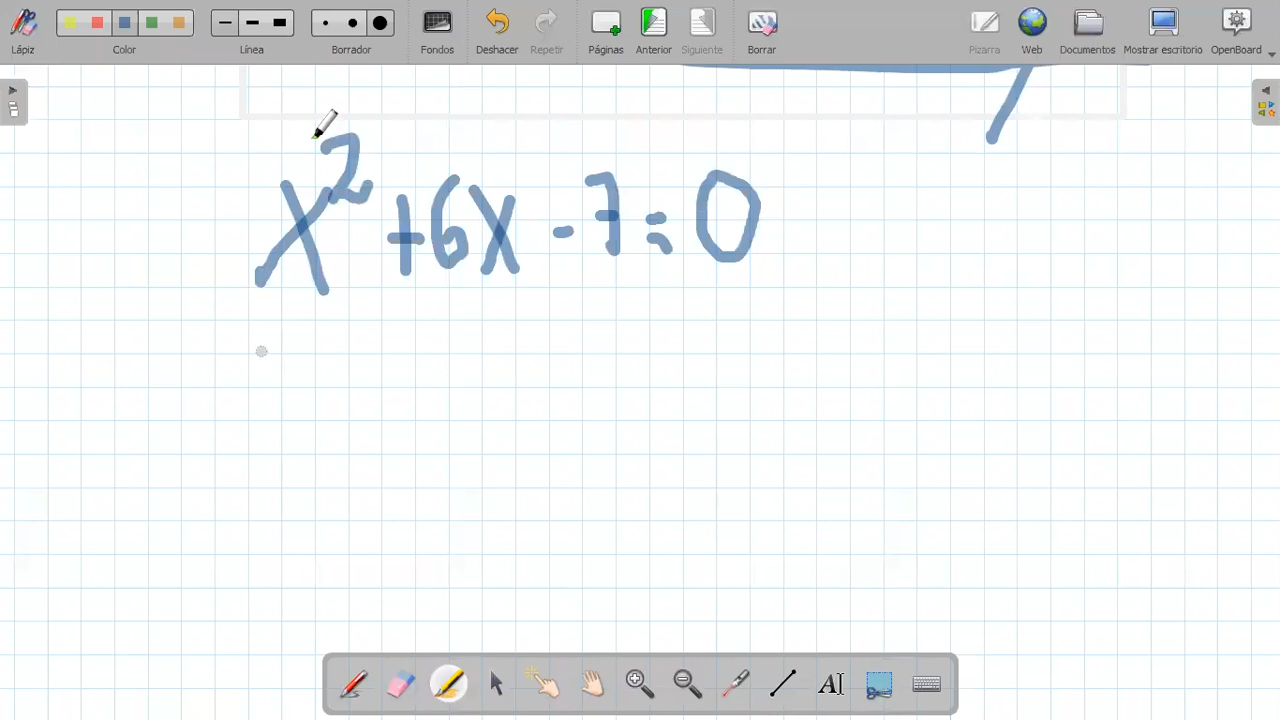 Lápiz Color Línea Borrador Fondos Deshacer Repetir Páginas Anterior Siguiente Borrar Pizarra Web Documentos Mostrar escritorio OpenBoard
x² + 6x - 7 = 0